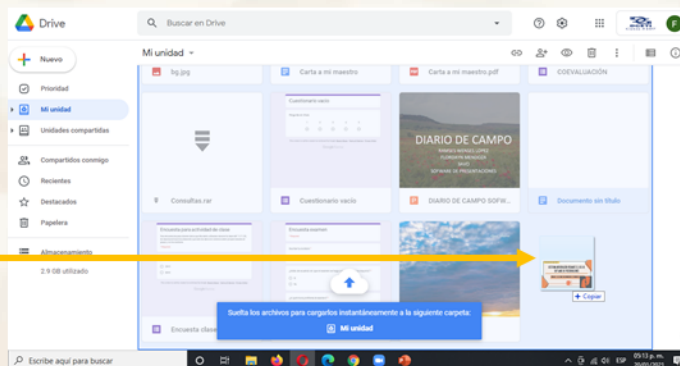 Drive
Buscar en Drive
Nuevo
Mi unidad
Prioridad
Mi unidad
Unidades compartidas
Compartidos conmigo
Recientes
Destacados
Papelera
Almacenamiento
2.9 GB utilizado
bg.jpg
Carta a mi maestro
Carta a mi maestro.pdf
COEVALUACIÓN
Cuestionario vacío
DIARIO DE CAMPO
Consultas.rar
Cuestionario vacío
DIARIO DE CAMPO SOFW...
Documento sin título
Encuesta para actividad de clase
Encuesta examen
+ Copiar
Suelta los archivos para cargarlos instantáneamente a la siguiente carpeta:
Mi unidad
Encuesta clase
Escribe aquí para buscar
ESP
05:13 p. m.